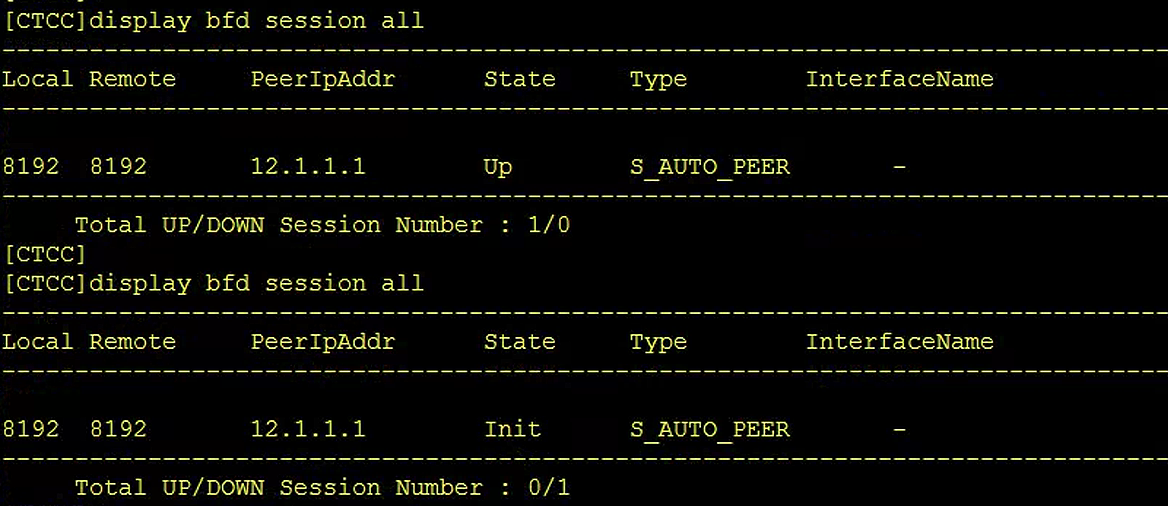 [CTCC]display bfd session all
--------------------------------------------------------------------------------
Local Remote     PeerIpAddr      State     Type        InterfaceName
--------------------------------------------------------------------------------
8192  8192       12.1.1.1        Up        S_AUTO_PEER       -
--------------------------------------------------------------------------------
     Total UP/DOWN Session Number : 1/0
[CTCC]
[CTCC]display bfd session all
--------------------------------------------------------------------------------
Local Remote     PeerIpAddr      State     Type        InterfaceName
--------------------------------------------------------------------------------
8192  8192       12.1.1.1        Init      S_AUTO_PEER       -
--------------------------------------------------------------------------------
     Total UP/DOWN Session Number : 0/1